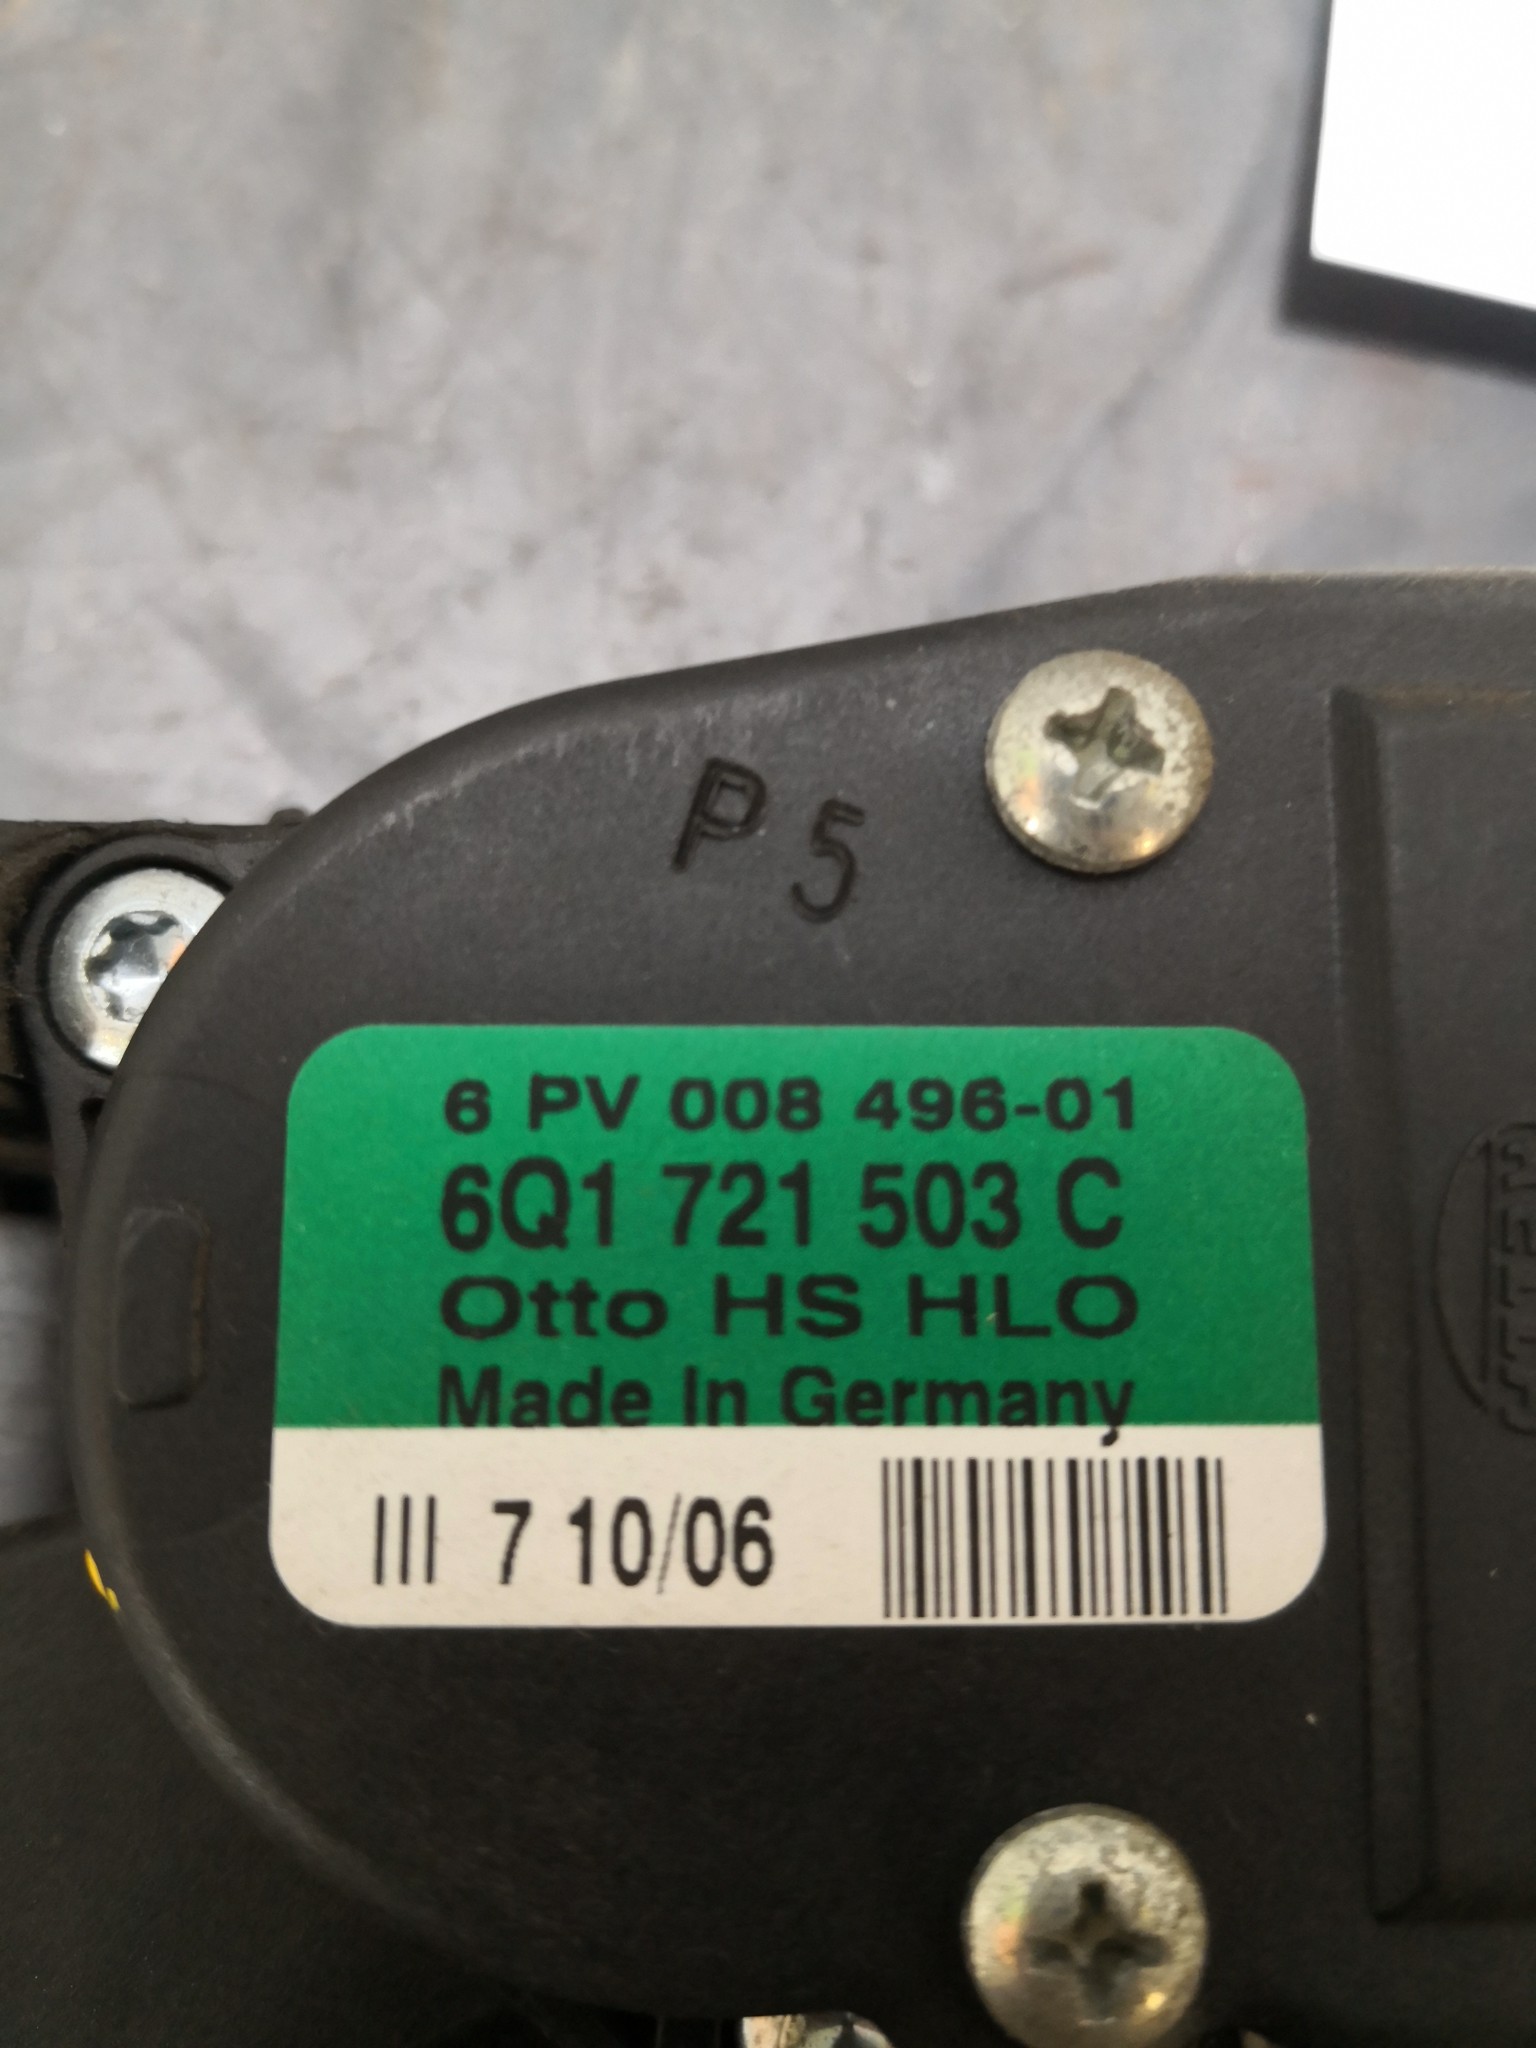 P5
6 PV 008 496-01
6Q1 721 503 C
Otto HS HLO
Made In Germany
III 7 10/06